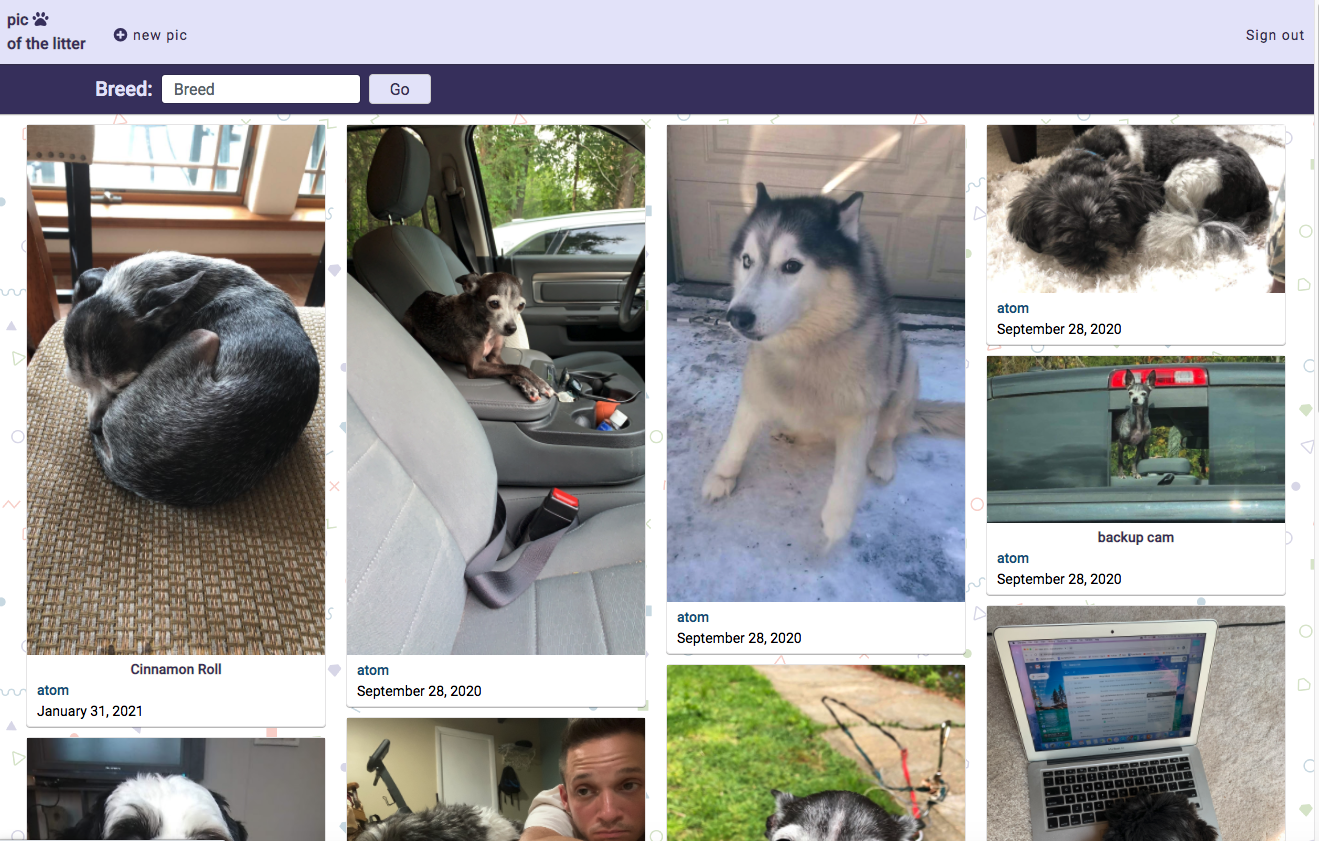 pic
of the litter
new pic
Sign out
Breed:
Breed
Go
Cinnamon Roll
atom
January 31, 2021
atom
September 28, 2020
atom
September 28, 2020
atom
September 28, 2020
backup cam
atom
September 28, 2020